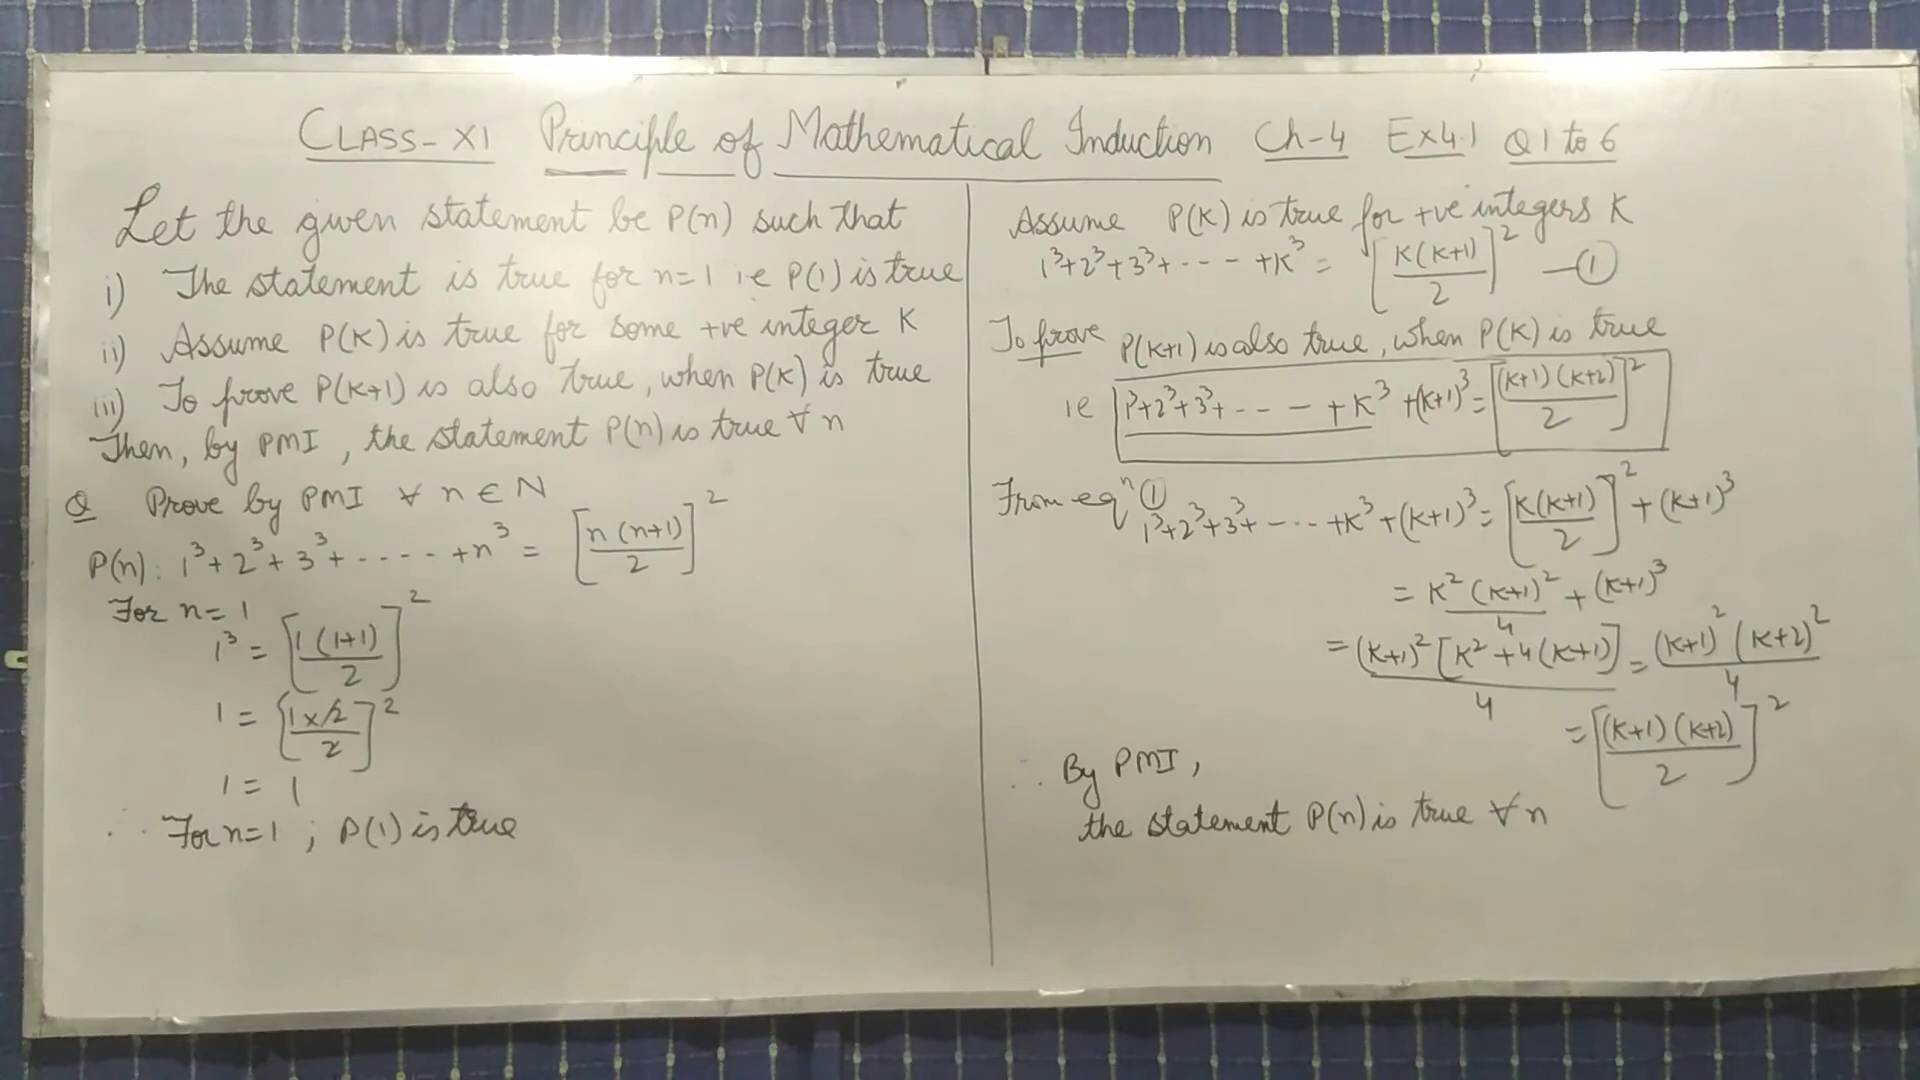 CLASS-XI Principle of Mathematical Induction Ch-4 Ex4.1 Q1 to 6
Let the given statement be P(n) such that
i) The statement is true for n=1 ie P(1) is true
ii) Assume P(K) is true for some +ve integer K
iii) To prove P(K+1) is also true, when P(K) is true
Then, by PMI, the statement P(n) is true ∀ n
Q Prove by PMI ∀ n ∈ N
P(n): 1³+2³+3³+-----+n³ = [n(n+1)/2]²
For n=1
1³ = [1(1+1)/2]²
1 = [1×2/2]²
1 = 1
∴ For n=1; P(1) is true
Assume P(K) is true for +ve integers K
1³+2³+3³+----+K³ = [K(K+1)/2]² —①
To prove P(K+1) is also true, when P(K) is true
ie 1³+2³+3³+---+K³+(K+1)³=[(K+1)(K+2)/2]²
From eqⁿ ①
1³+2³+3³+----+K³+(K+1)³=[K(K+1)/2]²+(K+1)³
= K²(K+1)²/4 + (K+1)³
= (K+1)²[K²+4(K+1)]/4 = (K+1)²(K+2)²/4
= [(K+1)(K+2)/2]²
∴ By PMI,
the statement P(n) is true ∀ n